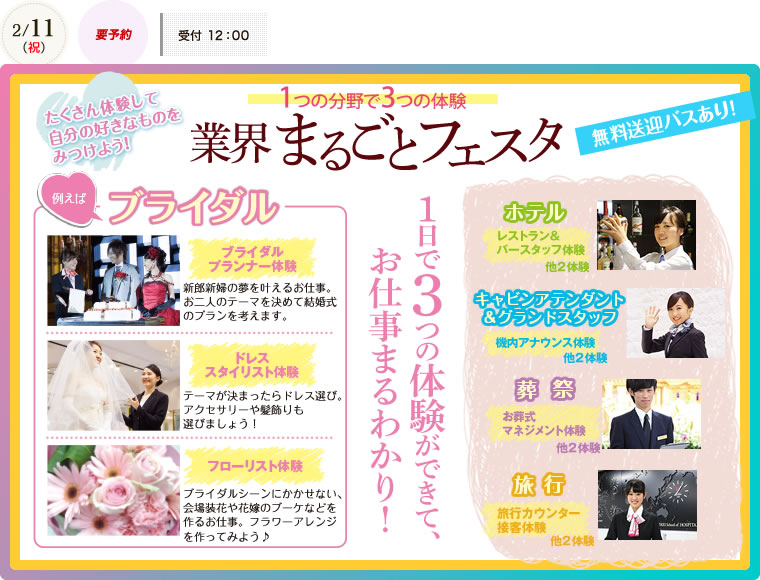 2/11
（祝）
要予約
受付 12：00
たくさん体験して
自分の好きなものを
みつけよう！
1つの分野で3つの体験
業界まるごとフェスタ
無料送迎バスあり！
例えば
ブライダル
ブライダル
プランナー体験
新郎新婦の夢を叶えるお仕事。
お二人のテーマを決めて結婚式
のプランを考えます。
ドレス
スタイリスト体験
テーマが決まったらドレス選び。
アクセサリーや髪飾りも
選びましょう！
フローリスト体験
ブライダルシーンにかかせない、
会場装花や花嫁のブーケなどを
作るお仕事。フラワーアレンジ
を作ってみよう♪
1日で3つの体験ができて、
お仕事まるわかり！
ホテル
レストラン＆
バースタッフ体験
他2体験
キャビンアテンダント
＆グランドスタッフ
機内アナウンス体験
他2体験
葬祭
お葬式
マネジメント体験
他2体験
旅行
旅行カウンター
接客体験
他2体験